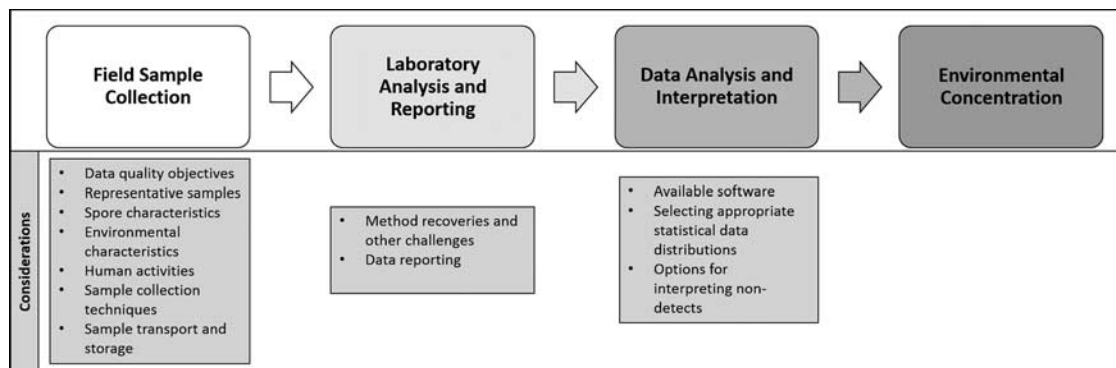 Field Sample
Collection
Laboratory
Analysis and
Reporting
Data Analysis and
Interpretation
Environmental
Concentration
Considerations
• Data quality objectives
• Representative samples
• Spore characteristics
• Environmental
characteristics
• Human activities
• Sample collection
techniques
• Sample transport and
storage
• Method recoveries and
other challenges
• Data reporting
• Available software
• Selecting appropriate
statistical data
distributions
• Options for
interpreting non-
detects